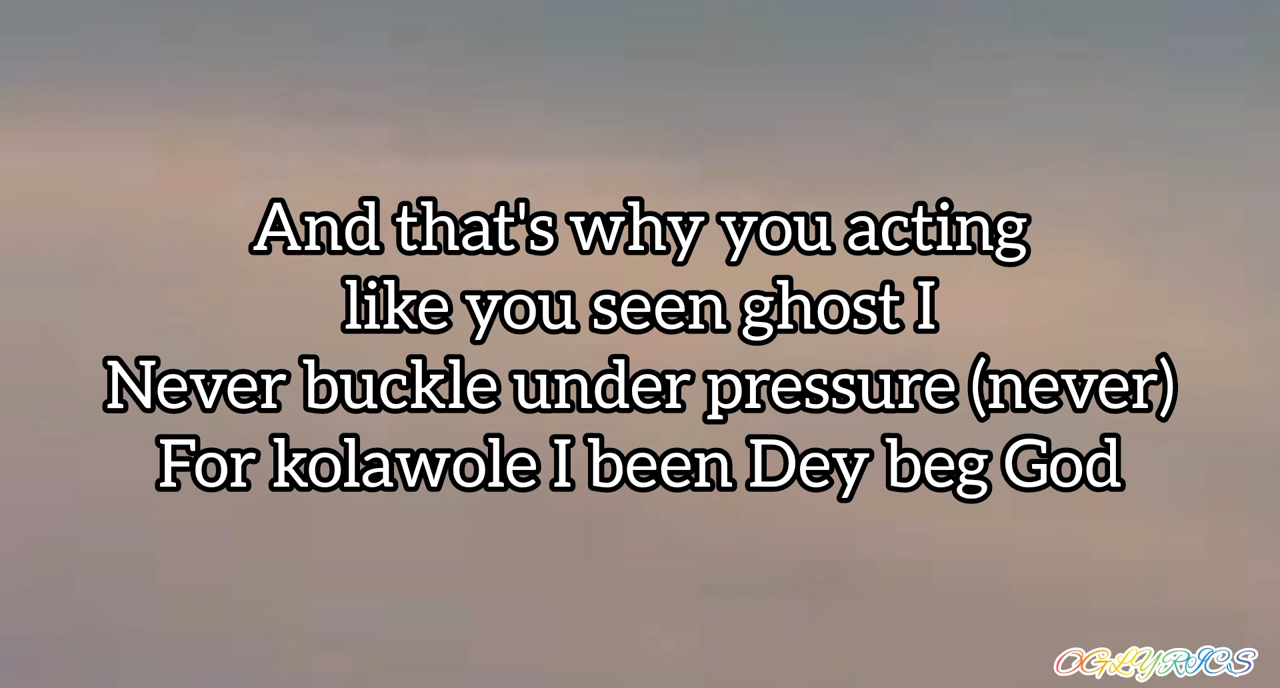 And that's why you acting
like you seen ghost I
Never buckle under pressure (never)
For kolawole I been Dey beg God
OGLYRICS